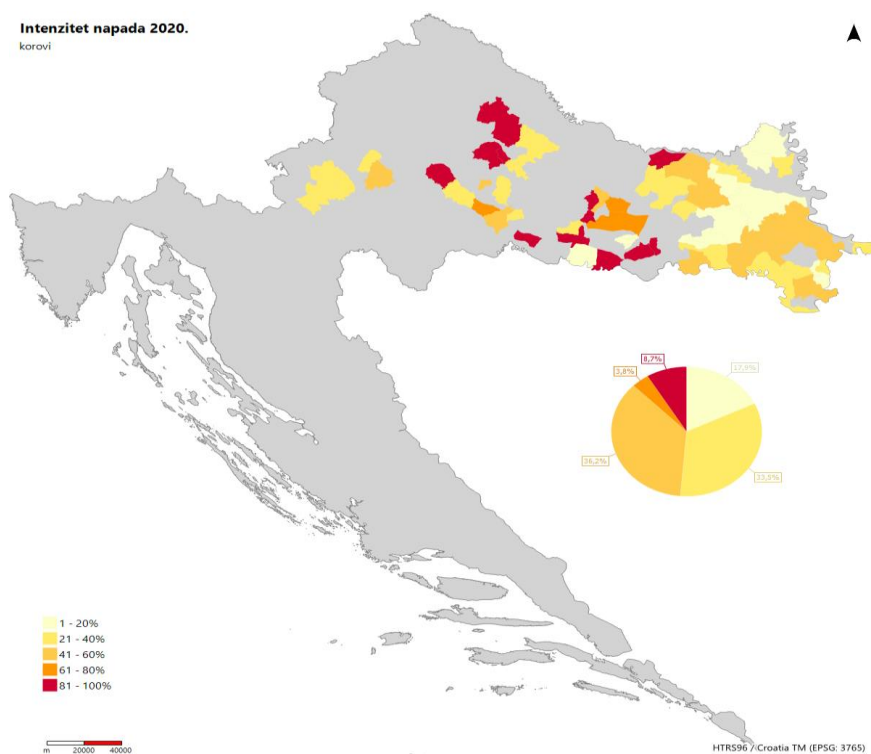 Intenzitet napada 2020.
korovi
8,7%
3,8%
17,9%
36,2%
33,5%
1 - 20%
21 - 40%
41 - 60%
61 - 80%
81 - 100%
m 20000 40000
HTRS96 / Croatia TM (EPSG: 3765)